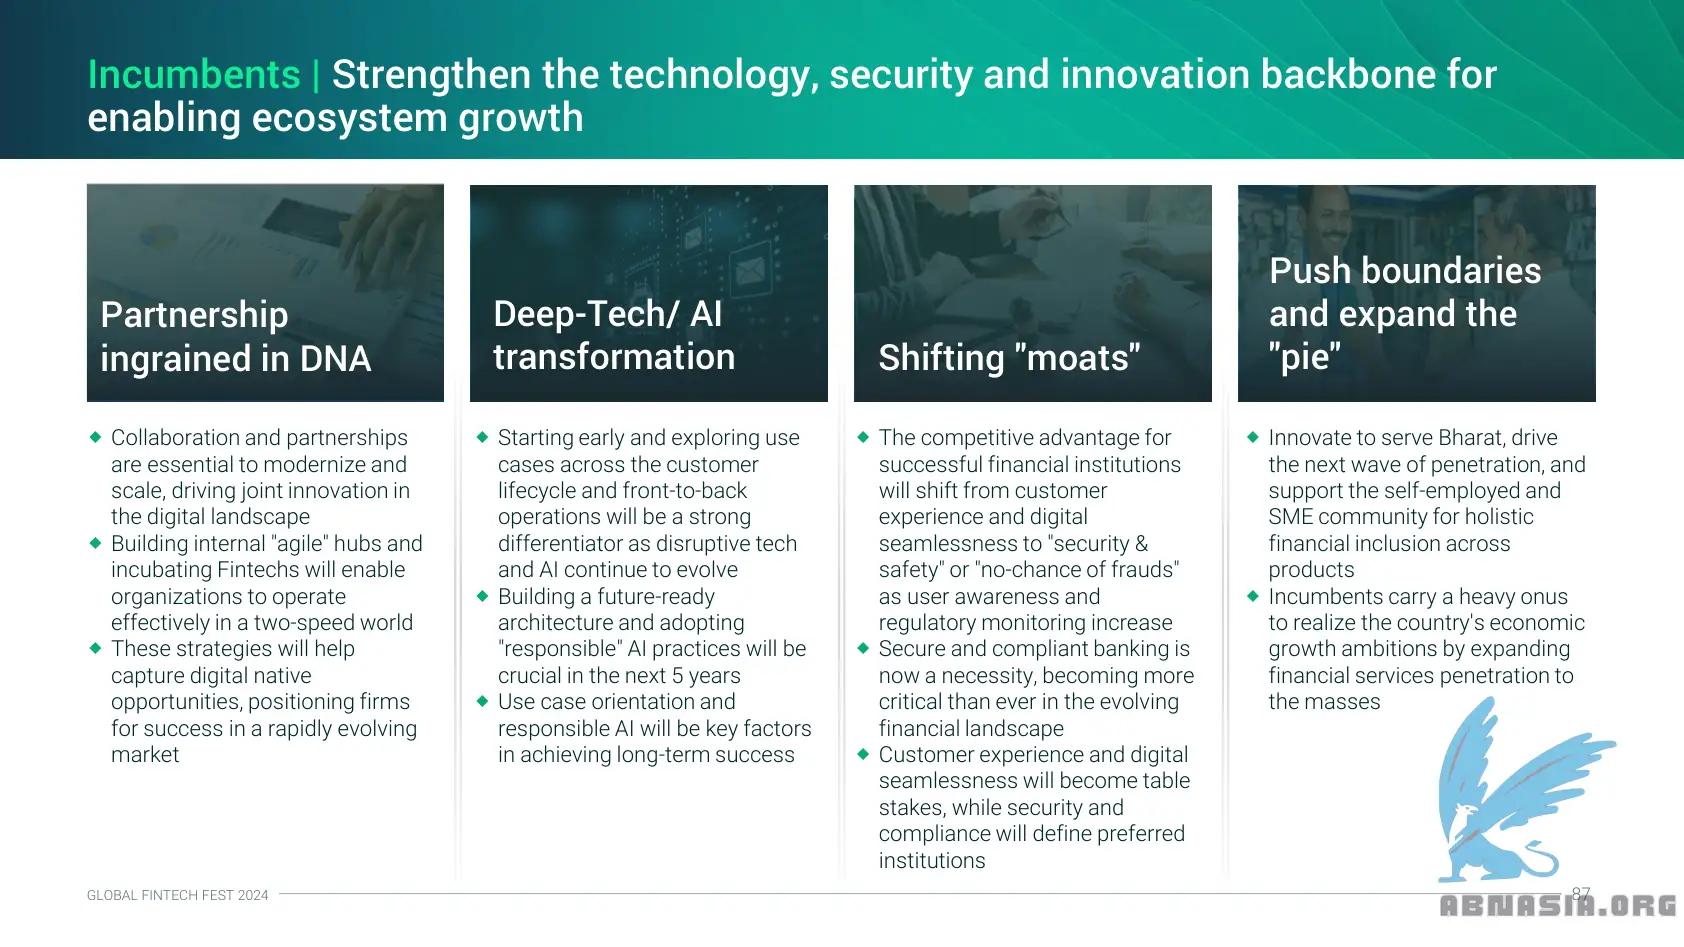 Incumbents | Strengthen the technology, security and innovation backbone for
enabling ecosystem growth
Partnership
ingrained in DNA
◆ Collaboration and partnerships
are essential to modernize and
scale, driving joint innovation in
the digital landscape
◆ Building internal "agile" hubs and
incubating Fintechs will enable
organizations to operate
effectively in a two-speed world
◆ These strategies will help
capture digital native
opportunities, positioning firms
for success in a rapidly evolving
market
Deep-Tech/ AI
transformation
◆ Starting early and exploring use
cases across the customer
lifecycle and front-to-back
operations will be a strong
differentiator as disruptive tech
and AI continue to evolve
◆ Building a future-ready
architecture and adopting
"responsible" AI practices will be
crucial in the next 5 years
◆ Use case orientation and
responsible AI will be key factors
in achieving long-term success
Shifting "moats"
◆ The competitive advantage for
successful financial institutions
will shift from customer
experience and digital
seamlessness to "security &
safety" or "no-chance of frauds"
as user awareness and
regulatory monitoring increase
◆ Secure and compliant banking is
now a necessity, becoming more
critical than ever in the evolving
financial landscape
◆ Customer experience and digital
seamlessness will become table
stakes, while security and
compliance will define preferred
institutions
Push boundaries
and expand the
"pie"
◆ Innovate to serve Bharat, drive
the next wave of penetration, and
support the self-employed and
SME community for holistic
financial inclusion across
products
◆ Incumbents carry a heavy onus
to realize the country's economic
growth ambitions by expanding
financial services penetration to
the masses
GLOBAL FINTECH FEST 2024
87
ABNASIA.ORG